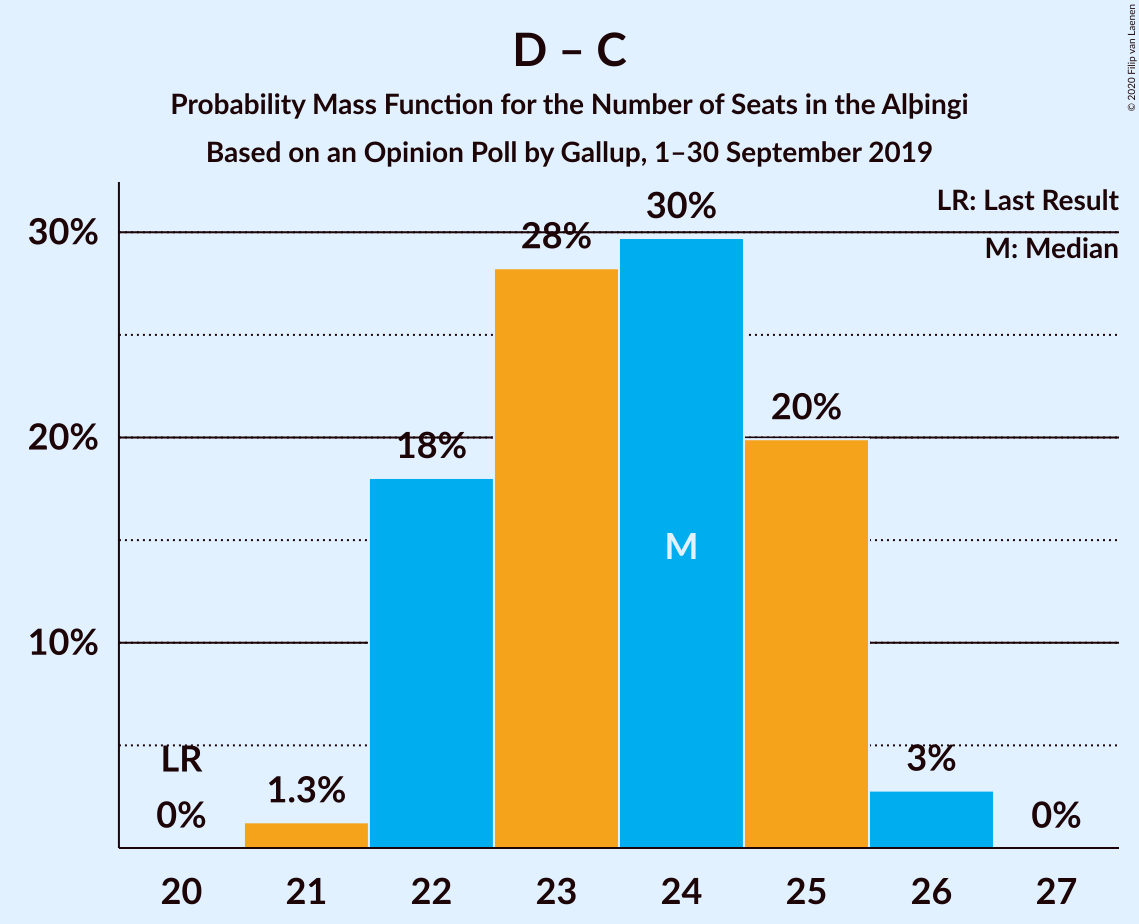 D – C
Probability Mass Function for the Number of Seats in the Alþingi
Based on an Opinion Poll by Gallup, 1–30 September 2019
© 2020 Filip van Laenen
LR: Last Result
M: Median
30%
20%
10%
LR
0%
1.3%
18%
28%
30%
M
20%
3%
0%
20 21 22 23 24 25 26 27